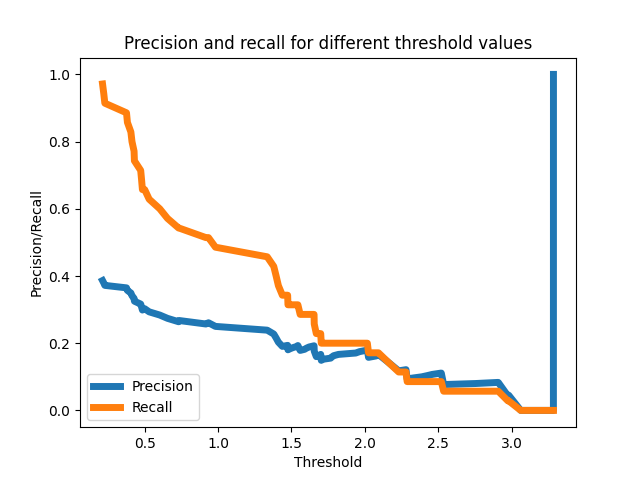 Precision and recall for different threshold values
1.0
0.8
0.6
0.4
0.2
0.0
Precision/Recall
Precision
Recall
0.5 1.0 1.5 2.0 2.5 3.0
Threshold